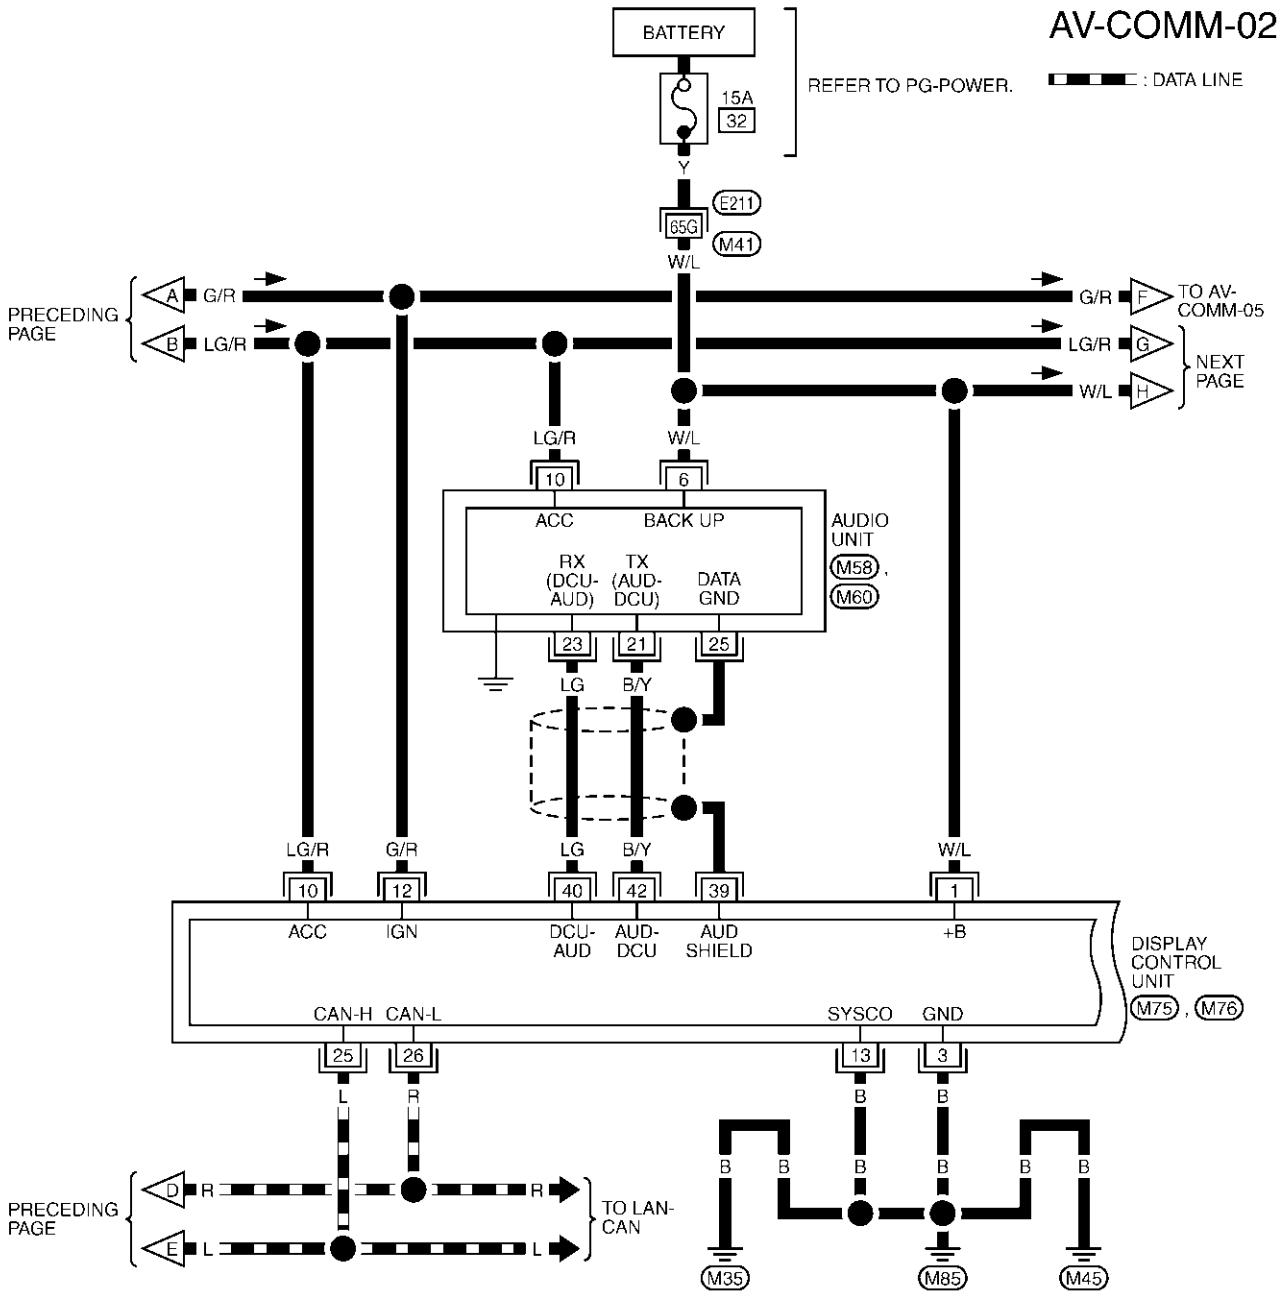 AV-COMM-02
BATTERY
REFER TO PG-POWER.
: DATA LINE
15A
32
Y
E211
65G
M41
W/L
PRECEDING
PAGE
A
G/R
G/R
F
TO AV-
COMM-05
B
LG/R
LG/R
G
W/L
H
NEXT
PAGE
LG/R
W/L
10
6
ACC
BACK UP
AUDIO
UNIT
M58 ,
M60
RX
(DCU-
AUD)
TX
(AUD-
DCU)
DATA
GND
23
21
25
LG
B/Y
LG/R
G/R
LG
B/Y
W/L
10
12
40
42
39
1
ACC
IGN
DCU-
AUD
AUD-
DCU
AUD
SHIELD
+B
DISPLAY
CONTROL
UNIT
M75 , M76
CAN-H
CAN-L
SYSCO
GND
25
26
13
3
L
R
B
B
B
B
B
B
B
B
PRECEDING
PAGE
D
R
R
E
L
L
TO LAN-
CAN
M35
M85
M45